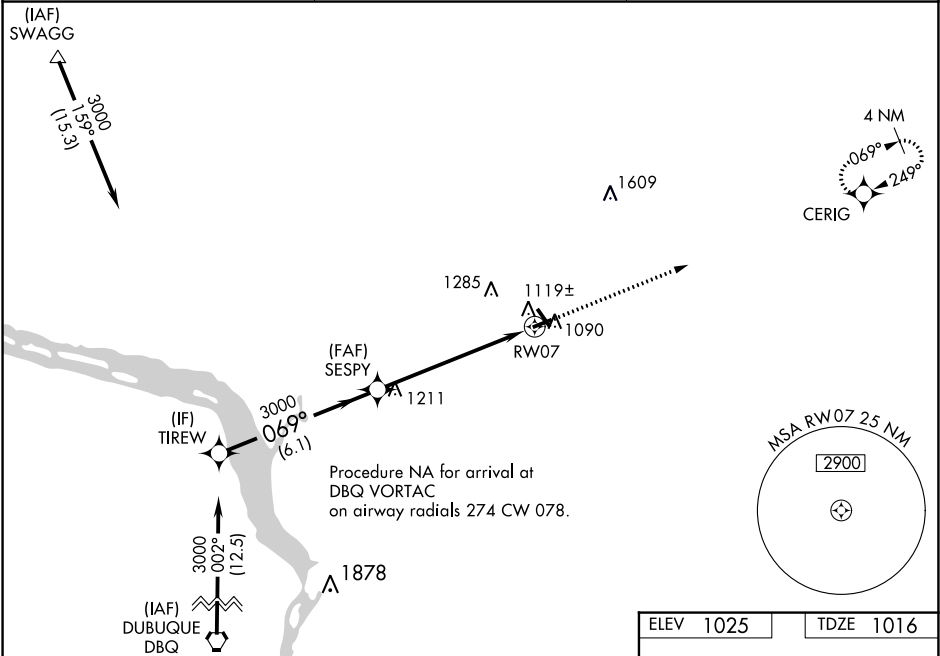 (IAF)
SWAGG
3000
159°
(15.3)
4 NM
069°
249°
CERIG
1609
1285
1119±
1090
RW07
(FAF)
SESPY
1211
3000
069°
(6.1)
(IF)
TIREW
Procedure NA for arrival at
DBQ VORTAC
on airway radials 274 CW 078.
MSA RW07 25 NM
2900
3000
002°
(12.5)
1878
(IAF)
DUBUQUE
DBQ
ELEV 1025
TDZE 1016